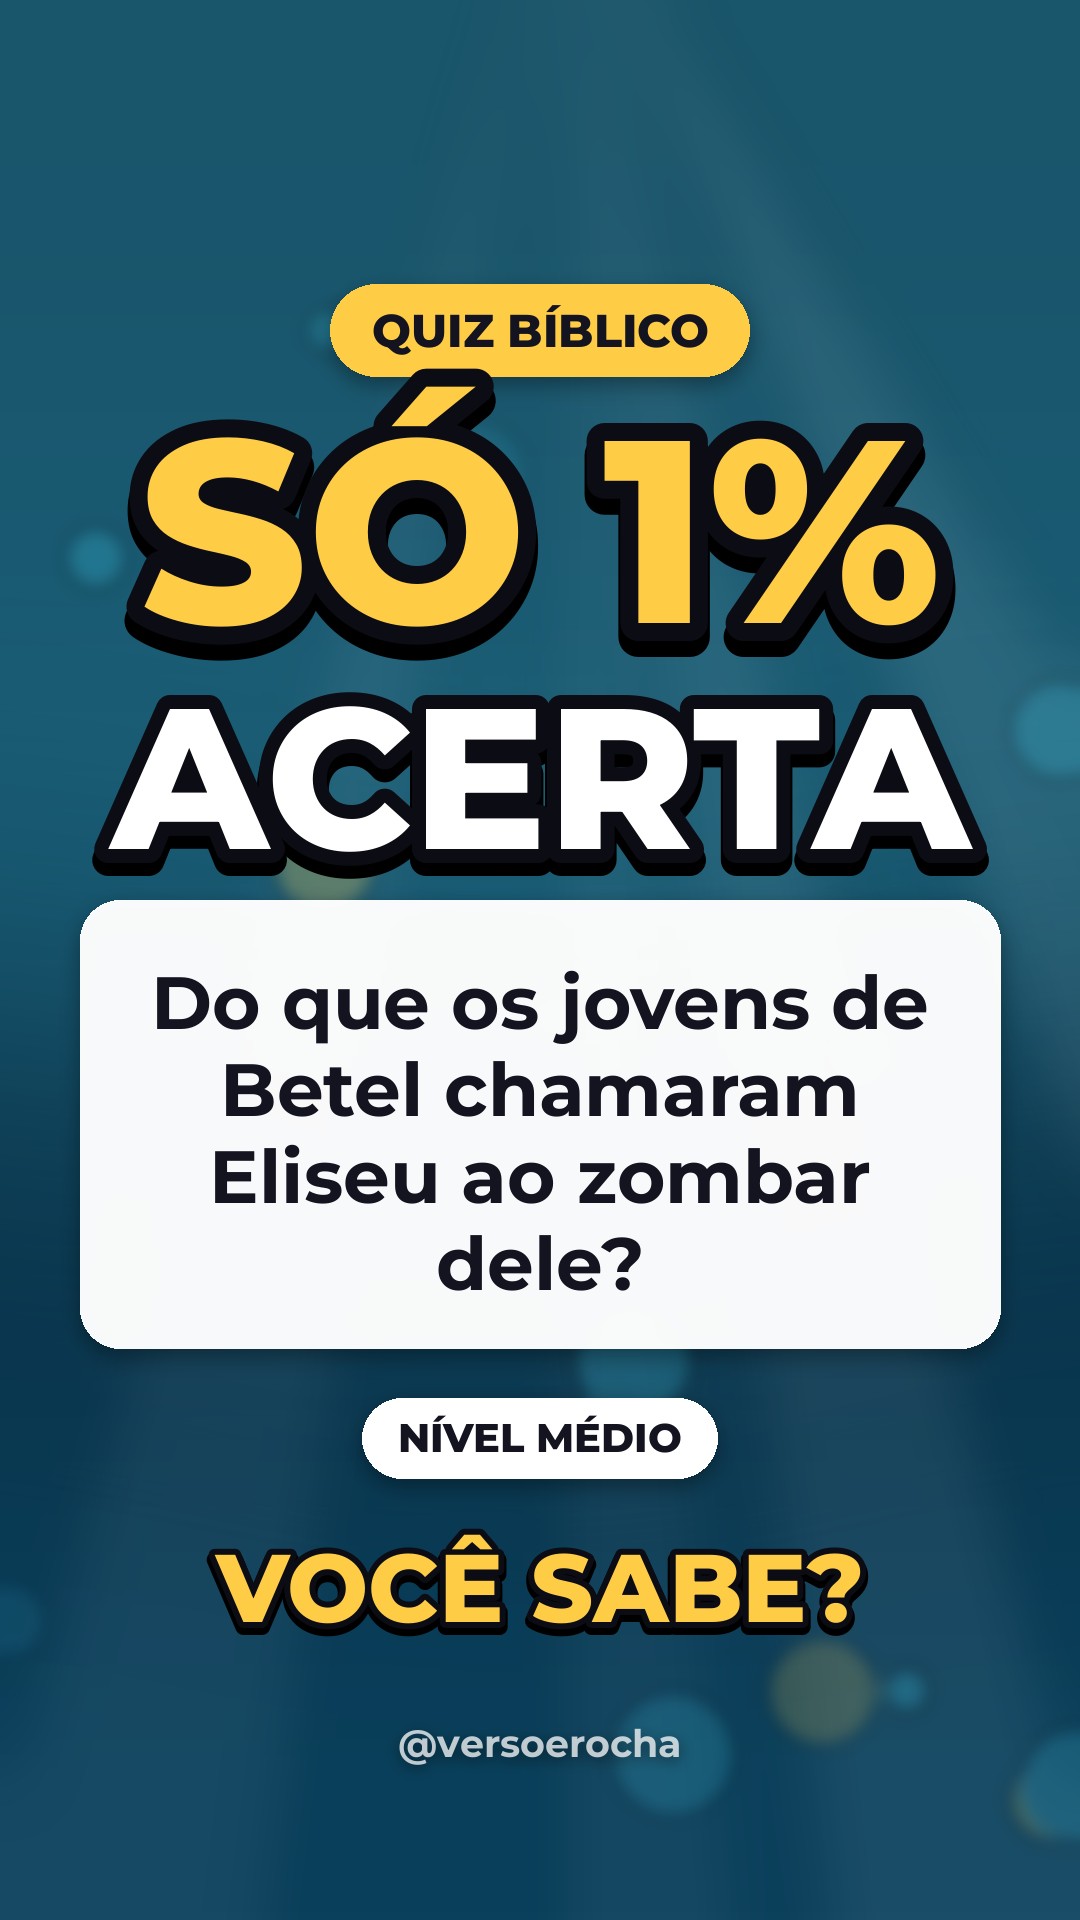 QUIZ BÍBLICO
SÓ 1%
ACERTA
Do que os jovens de
Betel chamaram
Eliseu ao zombar
dele?
NÍVEL MÉDIO
VOCÊ SABE?
@versoerocha